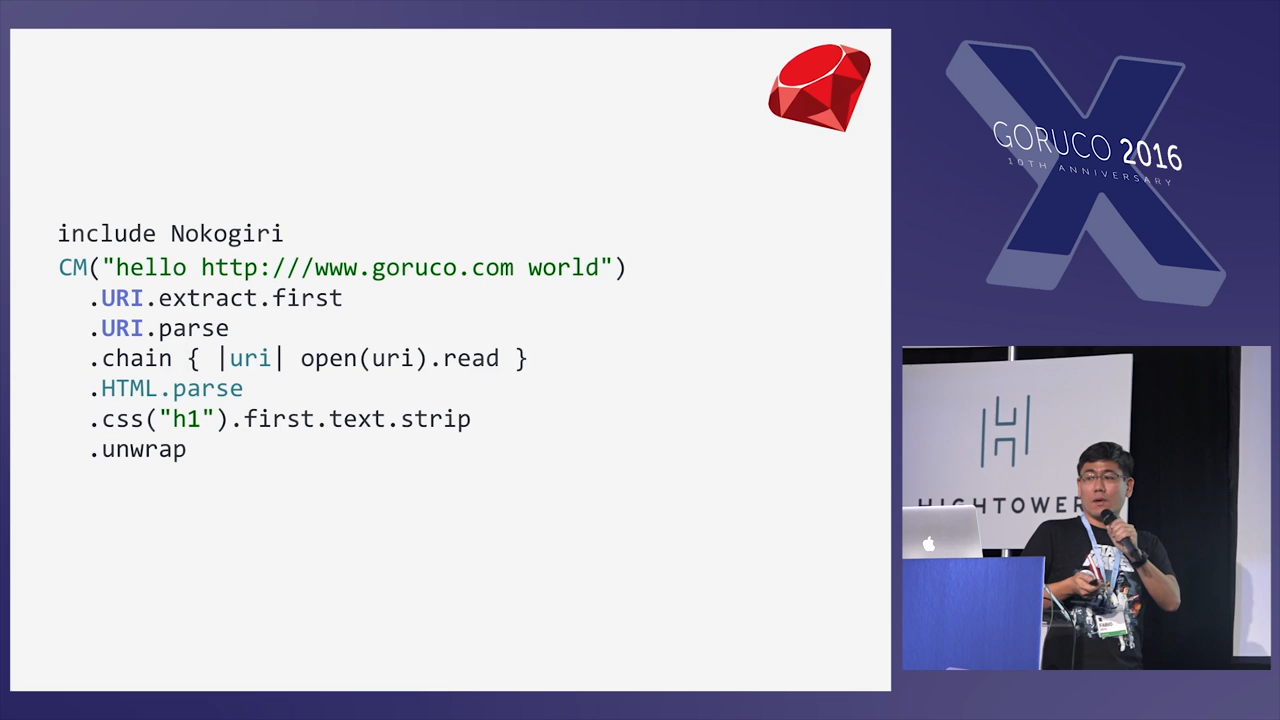 include Nokogiri
CM("hello http:///www.goruco.com world")
.URI.extract.first
.URI.parse
.chain { |uri| open(uri).read }
.HTML.parse
.css("h1").first.text.strip
.unwrap
GORUCO 2016
10TH ANNIVERSARY
HIGHTOWER
FABIO